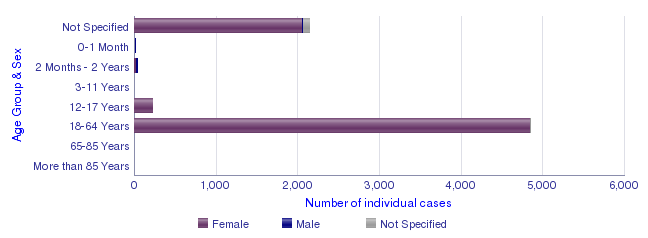 Age Group & Sex
Not Specified
0-1 Month
2 Months - 2 Years
3-11 Years
12-17 Years
18-64 Years
65-85 Years
More than 85 Years
0 1,000 2,000 3,000 4,000 5,000 6,000
Number of individual cases
Female Male Not Specified